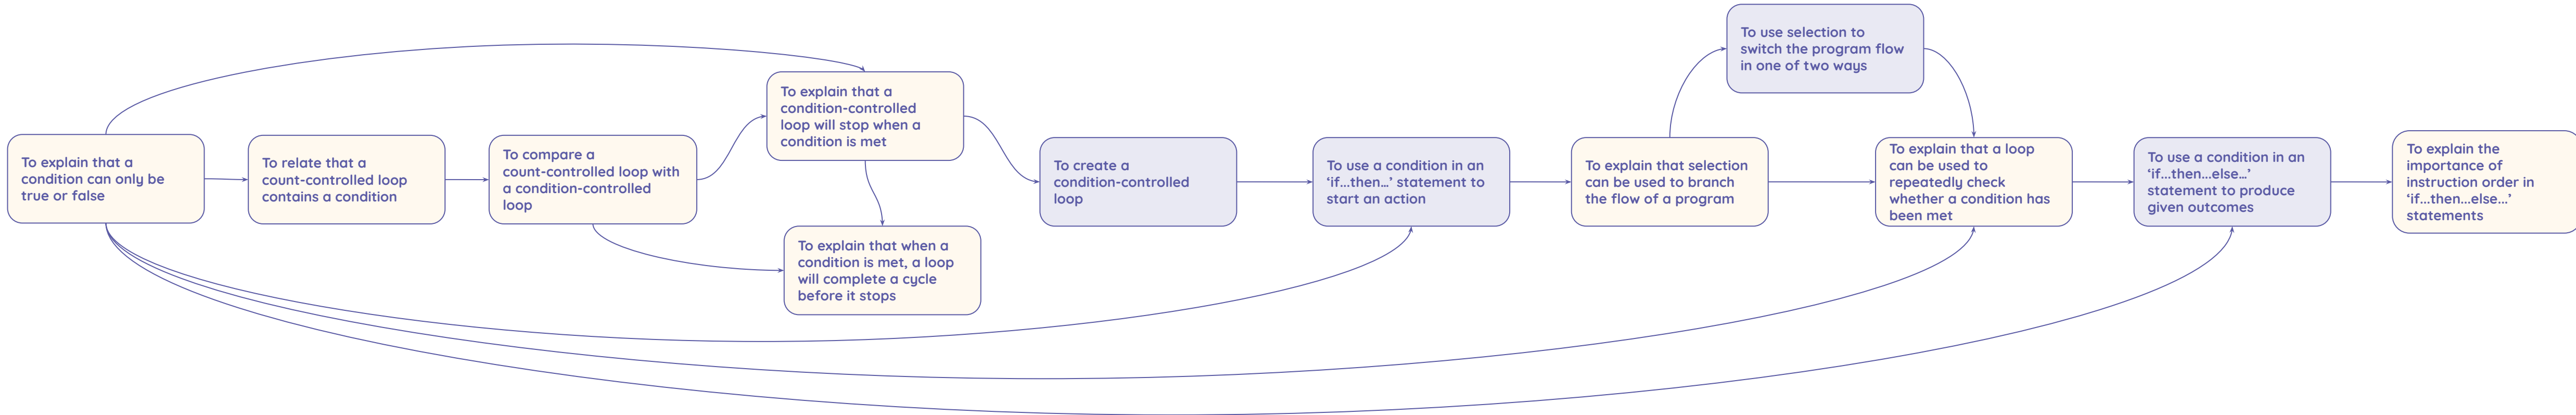 To explain that a
condition can only be
true or false
To relate that a
count-controlled loop
contains a condition
To compare a
count-controlled loop with
a condition-controlled
loop
To explain that a
condition-controlled
loop will stop when a
condition is met
To explain that when a
condition is met, a loop
will complete a cycle
before it stops
To create a
condition-controlled
loop
To use a condition in an
‘if...then…’ statement to
start an action
To explain that selection
can be used to branch
the flow of a program
To use selection to
switch the program flow
in one of two ways
To explain that a loop
can be used to
repeatedly check
whether a condition has
been met
To use a condition in an
‘if...then...else…’
statement to produce
given outcomes
To explain the
importance of
instruction order in
‘if...then...else...’
statements